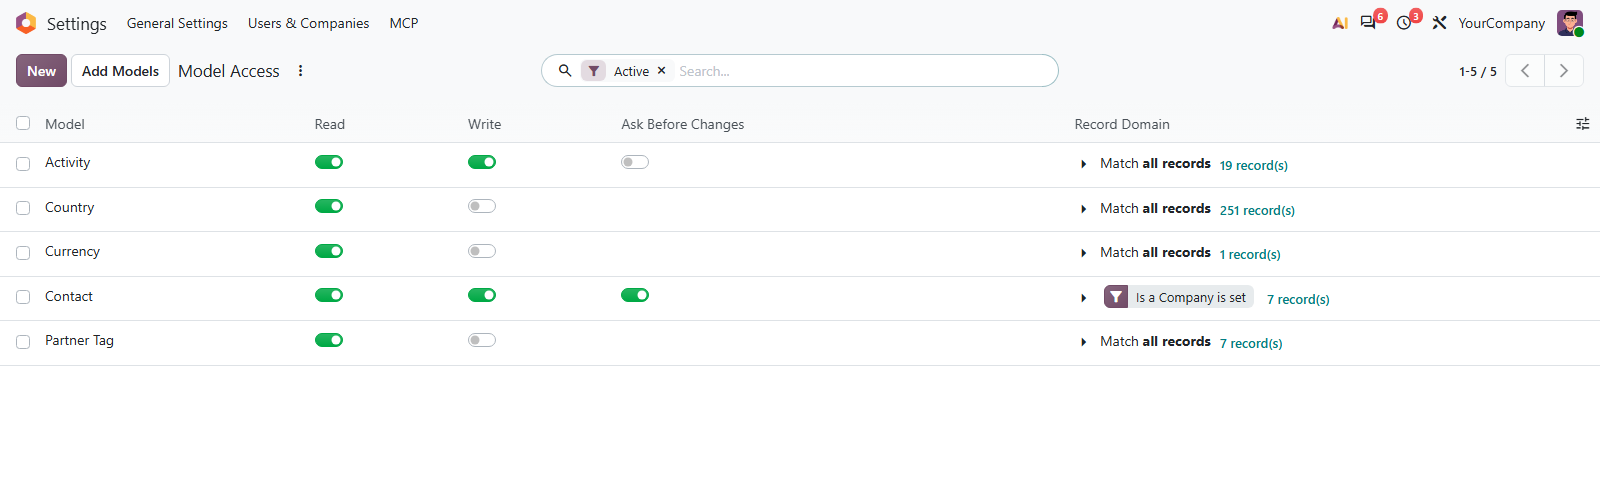 Settings General Settings Users & Companies MCP AI 6 3 YourCompany
New Add Models Model Access Active × Search... 1-5 / 5
Model Read Write Ask Before Changes Record Domain
Activity Match all records 19 record(s)
Country Match all records 251 record(s)
Currency Match all records 1 record(s)
Contact Is a Company is set 7 record(s)
Partner Tag Match all records 7 record(s)